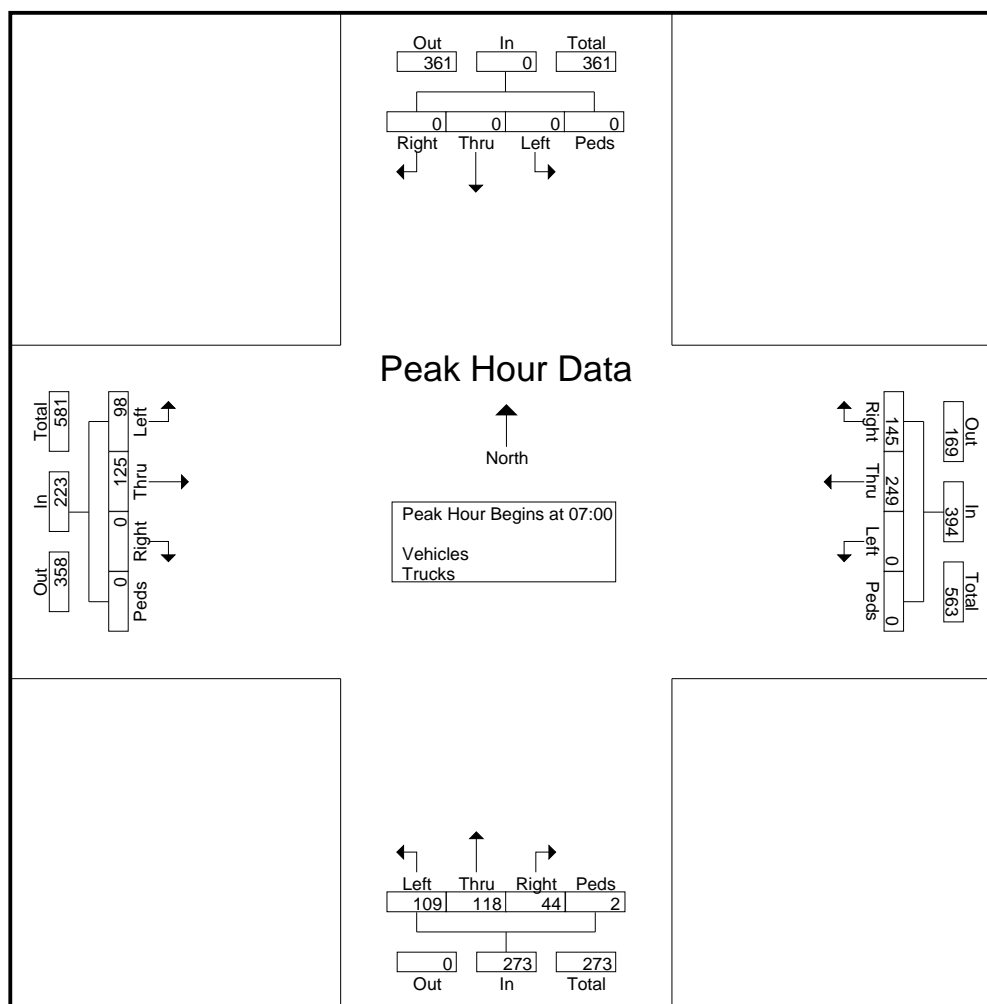 Out In Total
361 0 361
0 0 0 0
Right Thru Left Peds
Peak Hour Data
North
Peak Hour Begins at 07:00
Vehicles
Trucks
Total In Out
581 223 358
98 125 0 0
Left Thru Right Peds
Out In Total
169 394 563
145 249 0 0
Right Thru Left Peds
Left Thru Right Peds
109 118 44 2
0 273 273
Out In Total